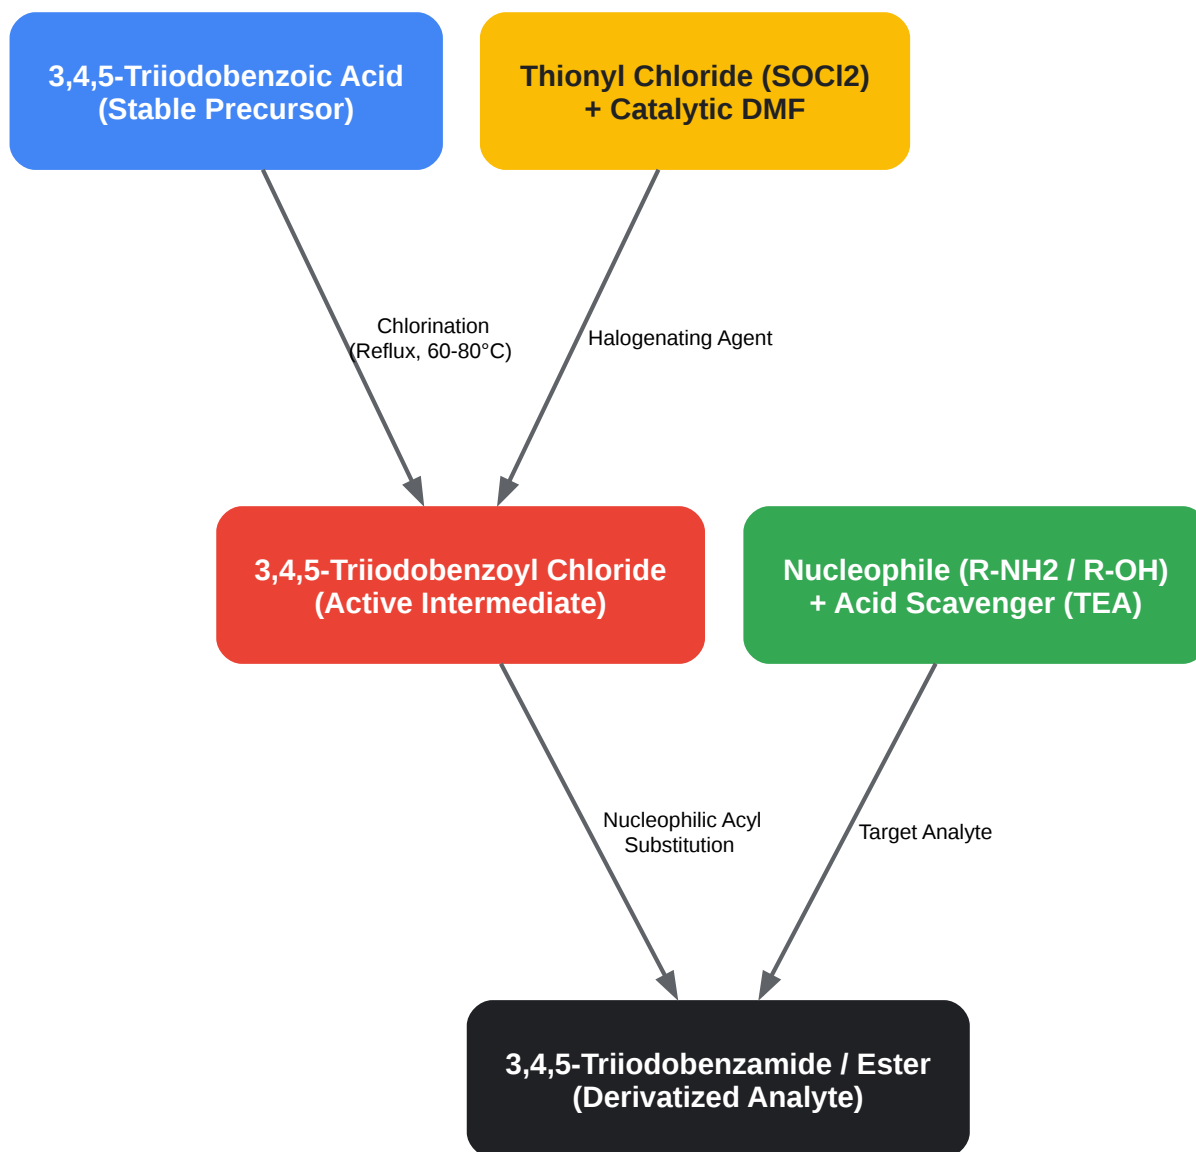 3,4,5-Triiodobenzoic Acid
(Stable Precursor)
Thionyl Chloride (SOCl2)
+ Catalytic DMF
Chlorination
(Reflux, 60-80°C)
Halogenating Agent
3,4,5-Triiodobenzoyl Chloride
(Active Intermediate)
Nucleophile (R-NH2 / R-OH)
+ Acid Scavenger (TEA)
Nucleophilic Acyl
Substitution
Target Analyte
3,4,5-Triiodobenzamide / Ester
(Derivatized Analyte)